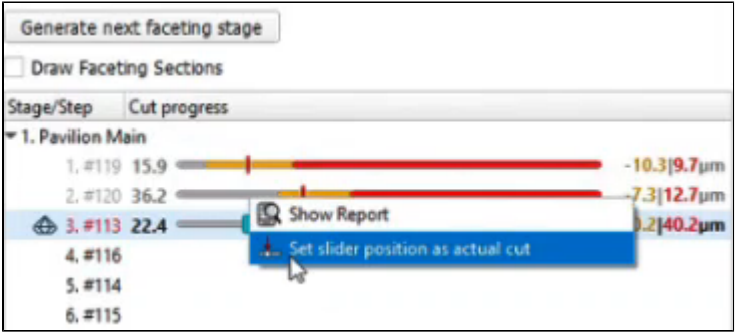 Generate next faceting stage
Draw Faceting Sections
Stage/Step Cut progress
1. Pavilion Main
1. #119 15.9 -10.3|9.7µm
2. #120 36.2 -7.3|12.7µm
Show Report
3. #113 22.4 0.2|40.2µm
Set slider position as actual cut
4. #116
5. #114
6. #115